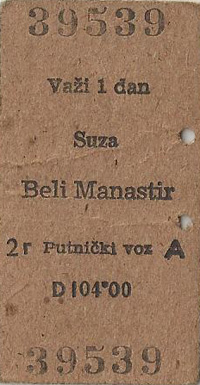 39539
Važi 1 dan
Suza
Beli Manastir
2 r Putnički voz A
D 104•00
39539